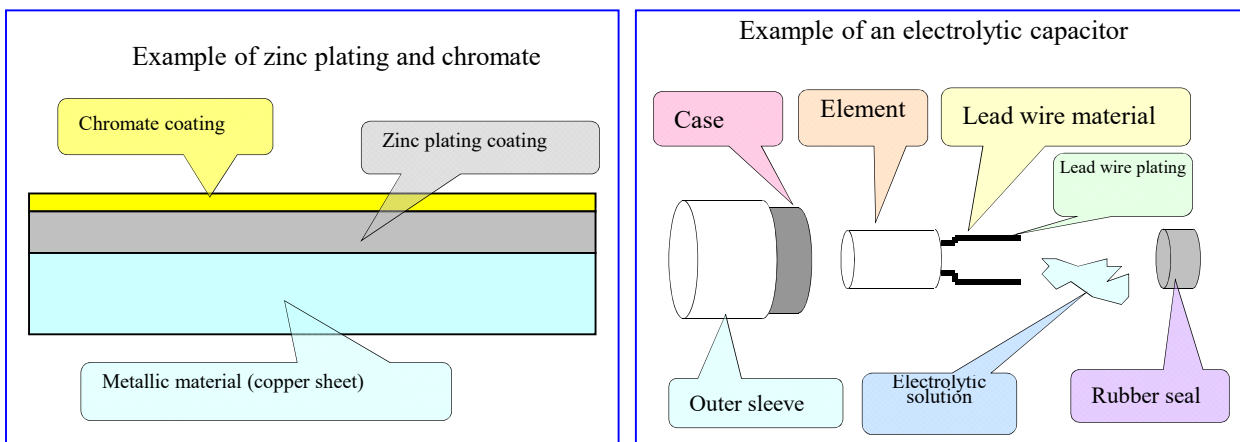 Example of zinc plating and chromate
Chromate coating
Zinc plating coating
Metallic material (copper sheet)
Example of an electrolytic capacitor
Case
Element
Lead wire material
Lead wire plating
Outer sleeve
Electrolytic
solution
Rubber seal